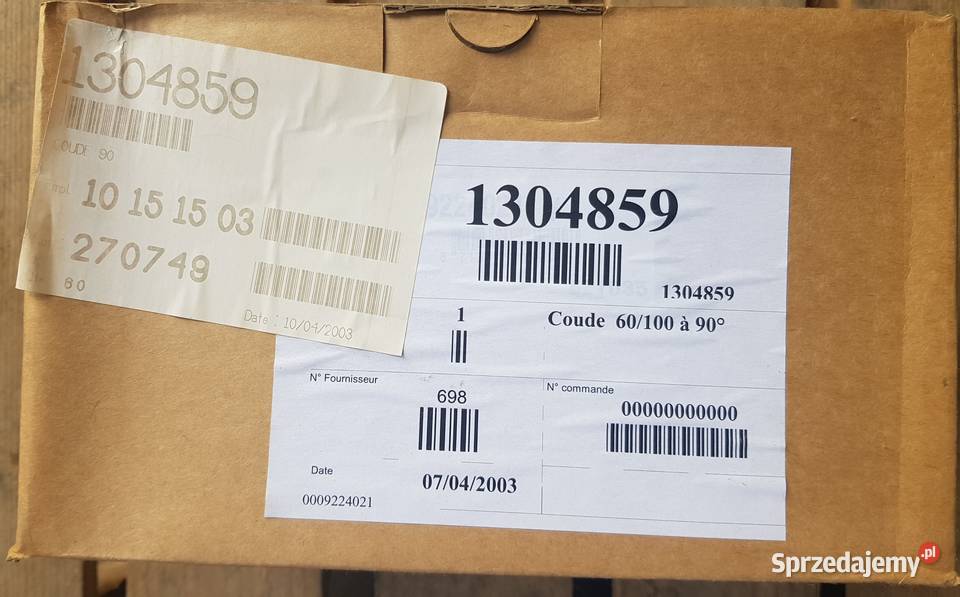 1304859
COUDE 90
10 15 15 03
270749
80
Date : 10/04/2003
1304859
1304859
1
Coude 60/100 à 90°
N° Fournisseur
698
N° commande
00000000000
Date
07/04/2003
0009224021
Sprzedajemy.pl